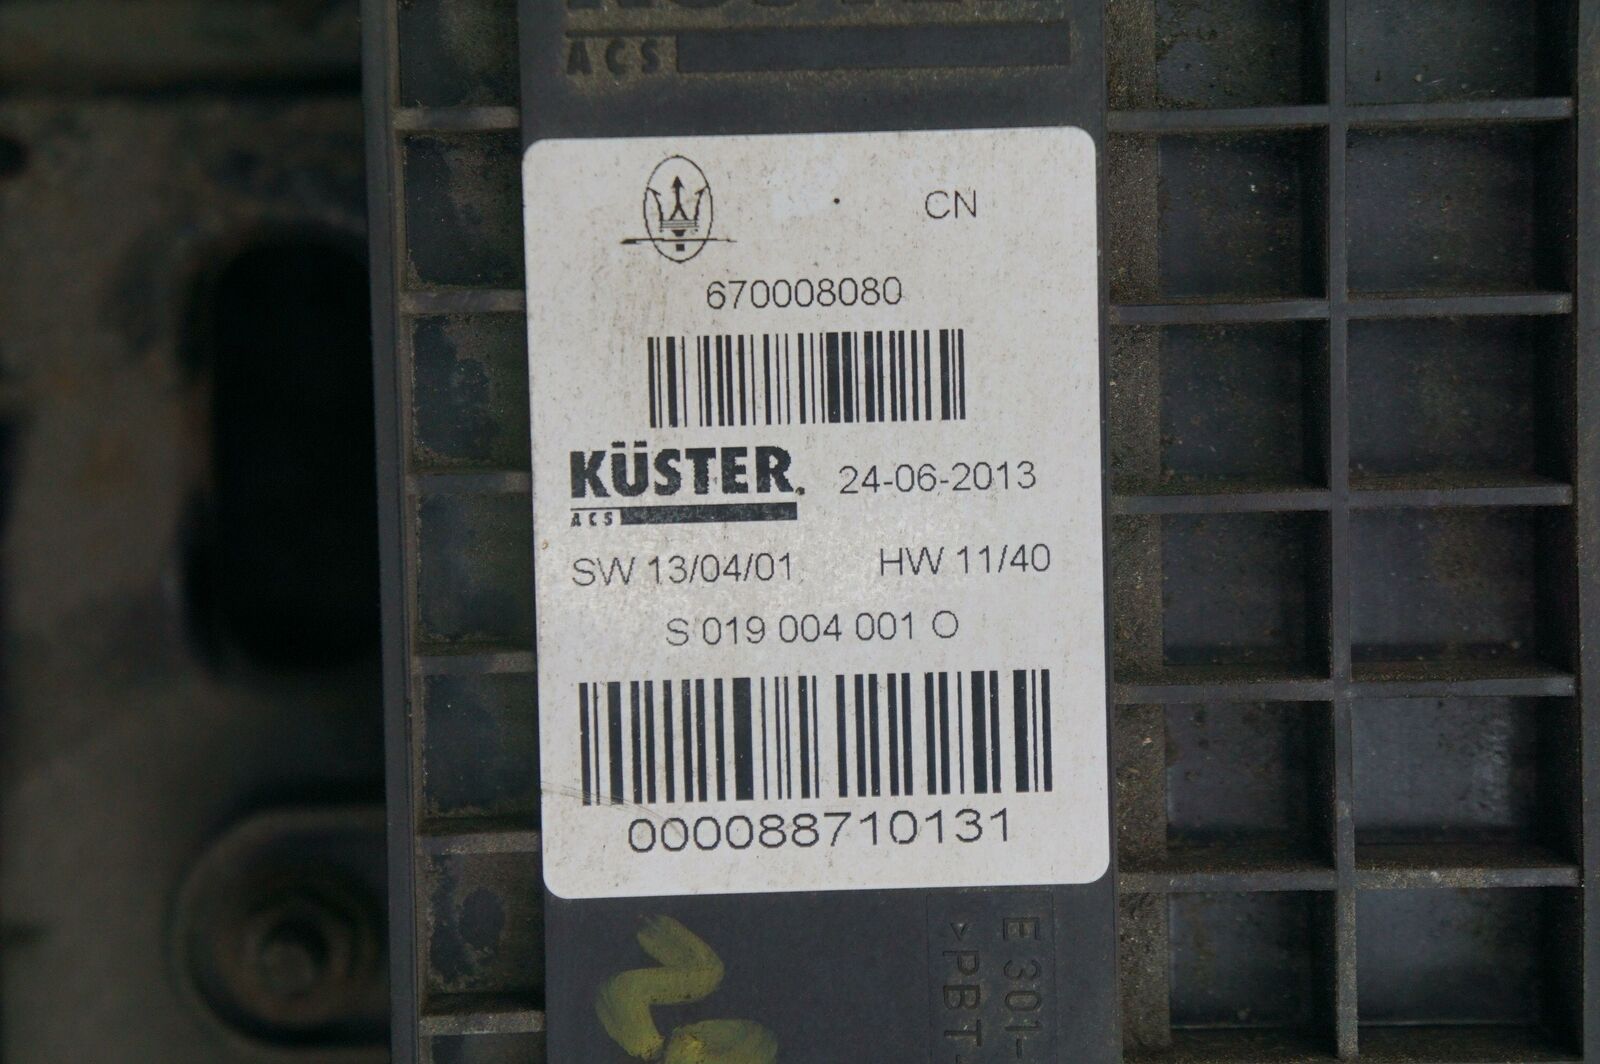 ACS
CN
670008080
KÜSTER.
24-06-2013
ACS
SW 13/04/01
HW 11/40
S 019 004 001 O
000088710131
E301-
>PBT